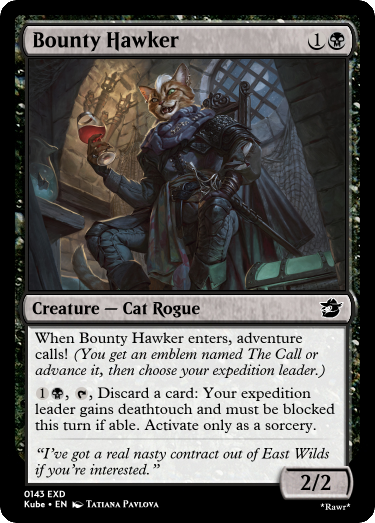 Bounty Hawker 1
Creature — Cat Rogue
When Bounty Hawker enters, adventure
calls! (You get an emblem named The Call or
advance it, then choose your expedition leader.)
1 , , Discard a card: Your expedition
leader gains deathtouch and must be blocked
this turn if able. Activate only as a sorcery.
“I’ve got a real nasty contract out of East Wilds
if you’re interested.”
2/2
0143 EXD
Kube • EN Tatiana Pavlova
*Rawr*